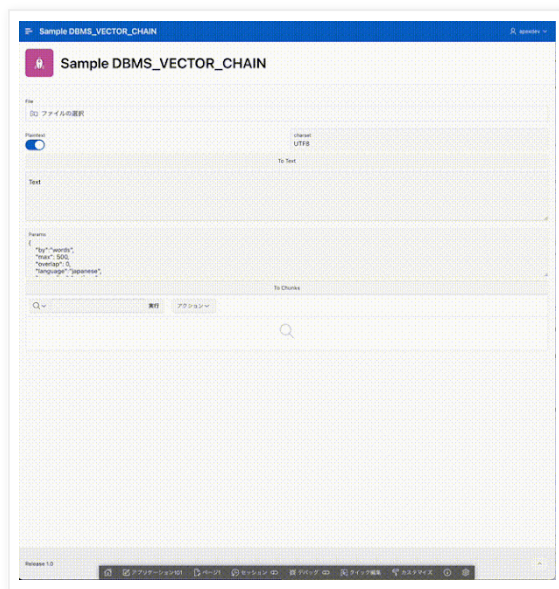 Sample DBMS_VECTOR_CHAIN
apexdev
Sample DBMS_VECTOR_CHAIN
File
ファイルの選択
Plaintext
Charset
UTF8
To Text
Text
Params
{
"by":"words",
"max": 500,
"overlap": 0,
"language":"japanese",
To Chunks
実行
アクション
Release 1.0
アプリケーション101
ページ1
セッション
デバッグ
クイック編集
カスタマイズ